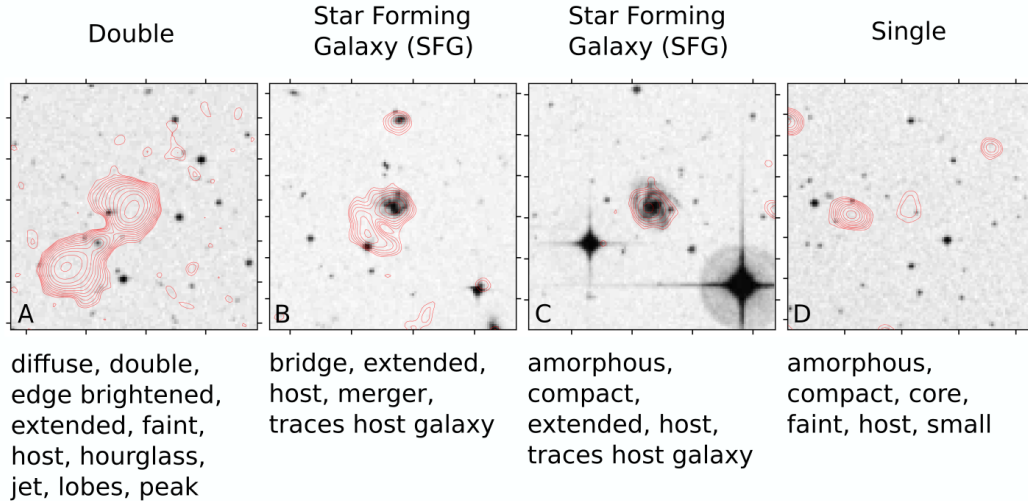 Double
Star Forming
Galaxy (SFG)
Star Forming
Galaxy (SFG)
Single
A
B
C
D
diffuse, double,
edge brightened,
extended, faint,
host, hourglass,
jet, lobes, peak
bridge, extended,
host, merger,
traces host galaxy
amorphous,
compact,
extended, host,
traces host galaxy
amorphous,
compact, core,
faint, host, small